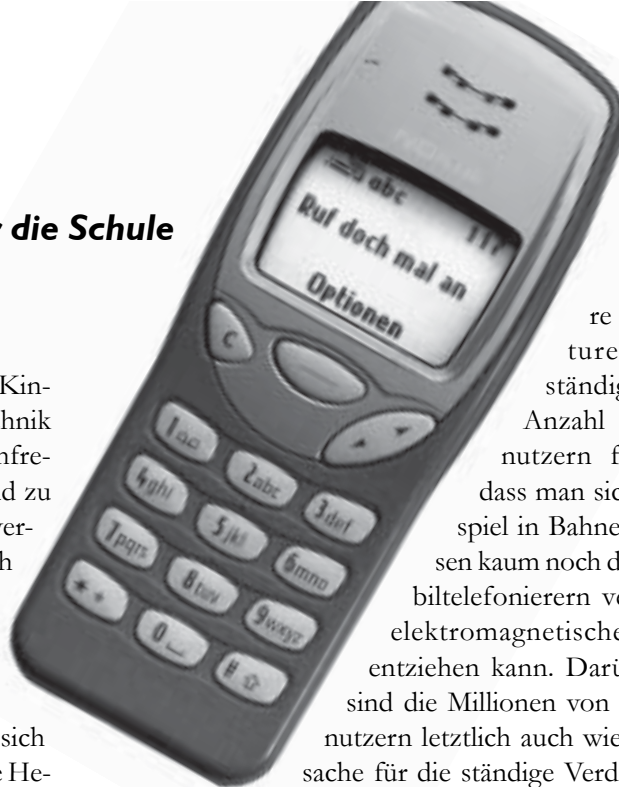 r die Schule
Kin-
hnik
nfre-
d zu
ver-
h
sich
e He-
NOKIA
abc 117
Ruf doch mal an
Optionen
C
1
2abc 3def
4ghi 5jkl 6mno
7pqrs 8tuv 9wxyz
* +
0
#
re
ture
ständig
Anzahl
nutzern f
dass man sic
spiel in Bahne
sen kaum noch d
biltelefonierern v
elektromagnetische
entziehen kann. Darü
sind die Millionen von
nutzern letztlich auch wie
sache für die ständige Verd